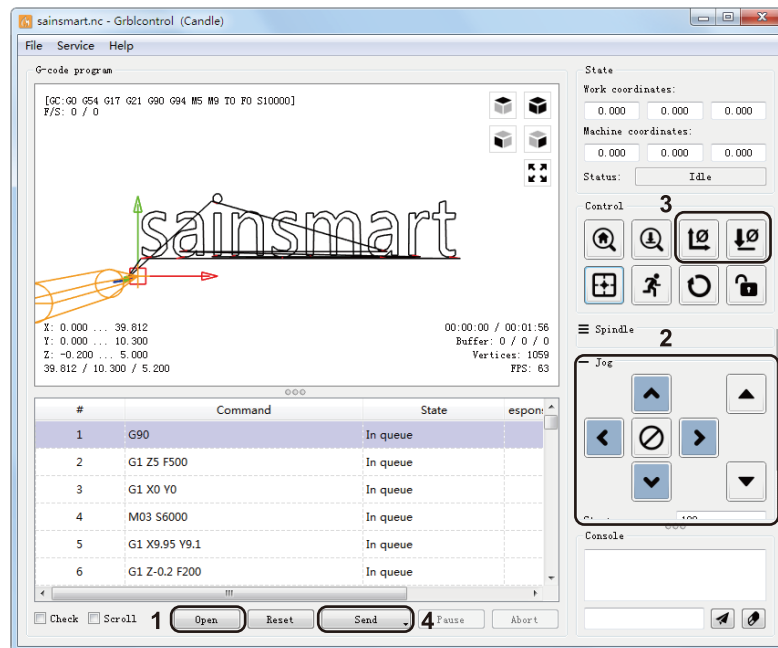 sainsmart.nc - Grblcontrol (Candle)
File Service Help
G-code program
[GC:G0 G54 G17 G21 G90 G94 M5 M9 T0 F0 S10000]
F/S: 0 / 0
sainsmart
X: 0.000 ... 39.812
Y: 0.000 ... 10.300
Z: -0.200 ... 5.000
39.812 / 10.300 / 5.200
00:00:00 / 00:01:56
Buffer: 0 / 0 / 0
Vertices: 1059
FPS: 63
# Command State espons
1 G90 In queue
2 G1 Z5 F500 In queue
3 G1 X0 Y0 In queue
4 M03 S6000 In queue
5 G1 X9.95 Y9.1 In queue
6 G1 Z-0.2 F200 In queue
Check Scroll 1 Open Reset Send 4 Pause Abort
State
Work coordinates:
0.000 0.000 0.000
Machine coordinates:
0.000 0.000 0.000
Status: Idle
Control 3
Spindle
2
Jog
Console